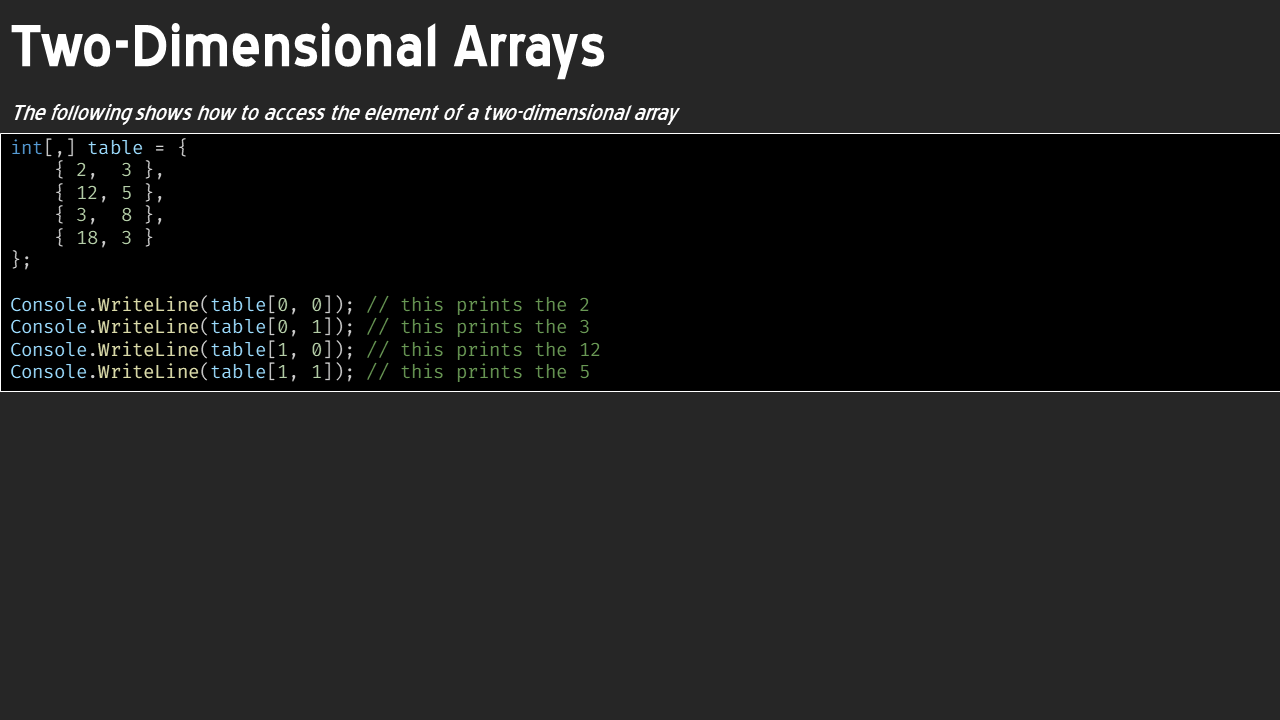 Two-Dimensional Arrays
The following shows how to access the element of a two-dimensional array
int[,] table = {
    { 2,  3 },
    { 12, 5 },
    { 3,  8 },
    { 18, 3 }
};
Console.WriteLine(table[0, 0]); // this prints the 2
Console.WriteLine(table[0, 1]); // this prints the 3
Console.WriteLine(table[1, 0]); // this prints the 12
Console.WriteLine(table[1, 1]); // this prints the 5